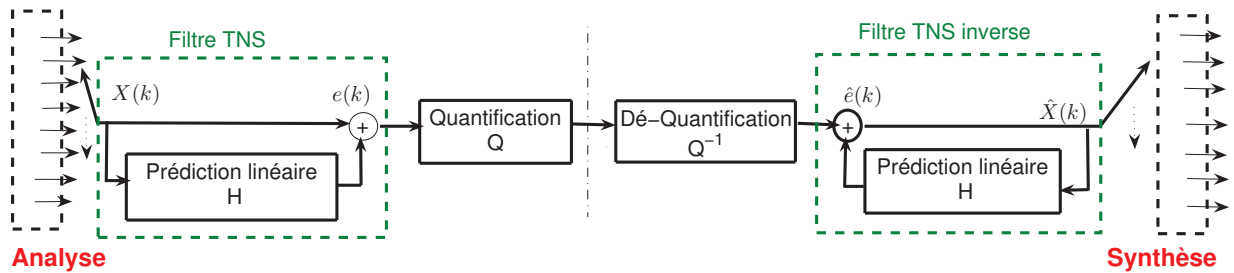 Filtre TNS
Filtre TNS inverse
X(k)
e(k)
ê(k)
X̂(k)
+
Quantification
Q
Dé-Quantification
Q⁻¹
+
Prédiction linéaire
H
Prédiction linéaire
H
Analyse
Synthèse